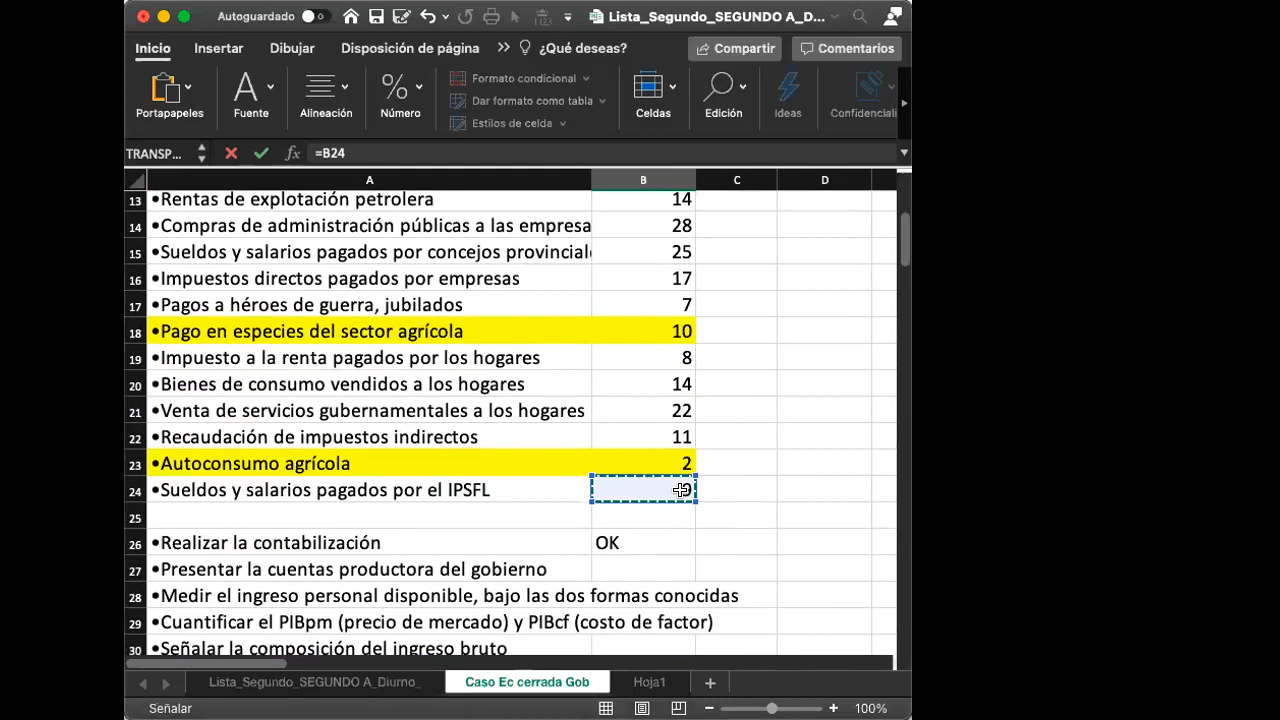 Autoguardado
Lista_Segundo_SEGUNDO A_D...
Inicio Insertar Dibujar Disposición de página ¿Qué deseas? Compartir Comentarios
Portapapeles Fuente Alineación Número Formato condicional Dar formato como tabla Estilos de celda Celdas Edición Ideas Confidenciali
TRANSP... fx =B24
A B C D
13 •Rentas de explotación petrolera 14
14 •Compras de administración públicas a las empresa 28
15 •Sueldos y salarios pagados por concejos provinciale 25
16 •Impuestos directos pagados por empresas 17
17 •Pagos a héroes de guerra, jubilados 7
18 •Pago en especies del sector agrícola 10
19 •Impuesto a la renta pagados por los hogares 8
20 •Bienes de consumo vendidos a los hogares 14
21 •Venta de servicios gubernamentales a los hogares 22
22 •Recaudación de impuestos indirectos 11
23 •Autoconsumo agrícola 2
24 •Sueldos y salarios pagados por el IPSFL
25
26 •Realizar la contabilización OK
27 •Presentar la cuentas productora del gobierno
28 •Medir el ingreso personal disponible, bajo las dos formas conocidas
29 •Cuantificar el PIBpm (precio de mercado) y PIBcf (costo de factor)
30 •Señalar la composición del ingreso bruto
Lista_Segundo_SEGUNDO A_Diurno_ Caso Ec cerrada Gob Hoja1
Señalar 100%